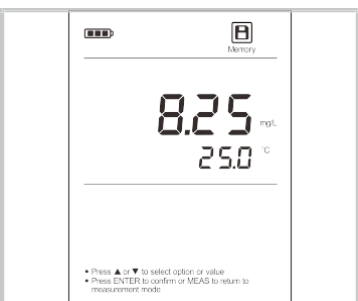 Memory
8.25 mg/L
25.0 °C
• Press ▲ or ▼ to select option or value
• Press ENTER to confirm or MEAS to return to
measurement mode